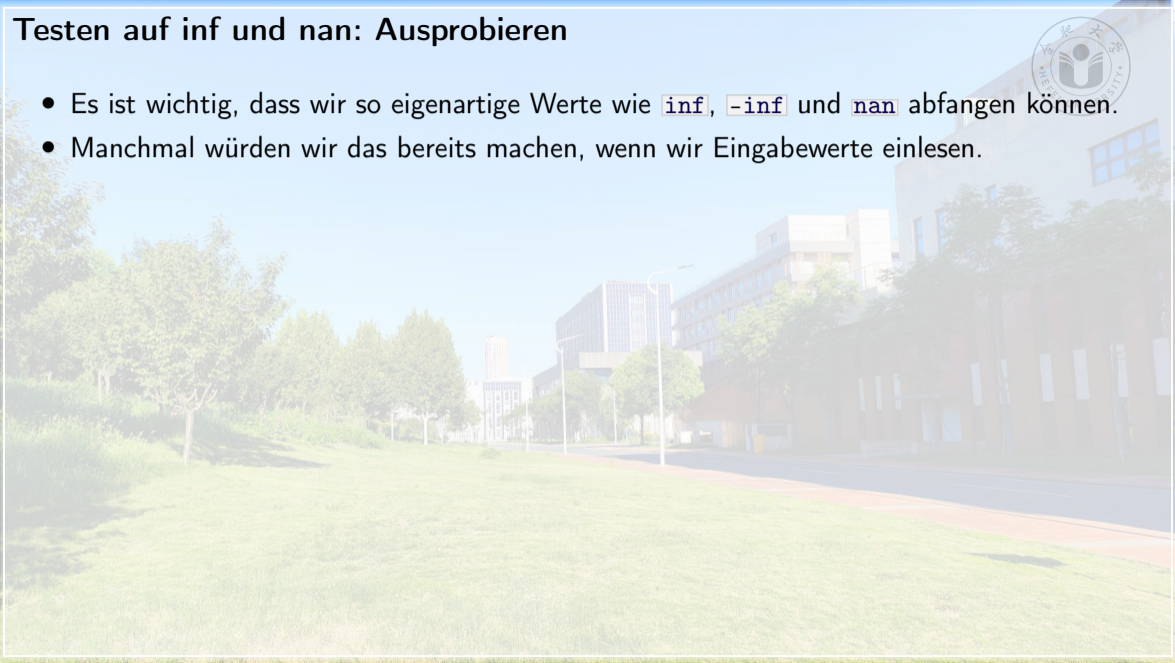 Testen auf inf und nan: Ausprobieren
• Es ist wichtig, dass wir so eigenartige Werte wie inf, -inf und nan abfangen können.
• Manchmal würden wir das bereits machen, wenn wir Eingabewerte einlesen.